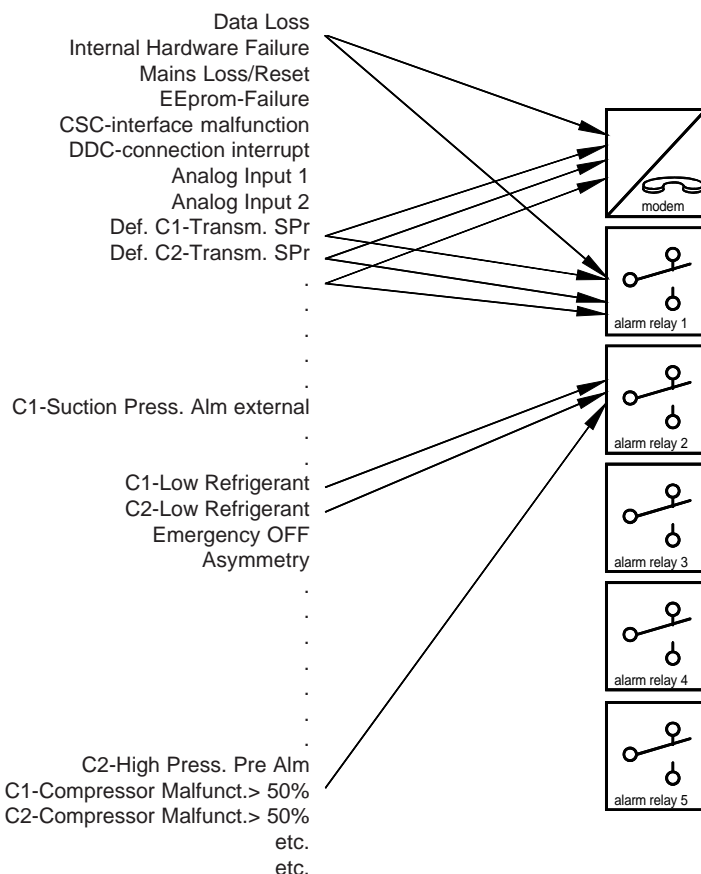 Data Loss
Internal Hardware Failure
Mains Loss/Reset
EEprom-Failure
CSC-interface malfunction
DDC-connection interrupt
Analog Input 1
Analog Input 2
Def. C1-Transm. SPr
Def. C2-Transm. SPr
.
.
.
.
.
C1-Suction Press. Alm external
.
.
C1-Low Refrigerant
C2-Low Refrigerant
Emergency OFF
Asymmetry
.
.
.
.
.
.
.
C2-High Press. Pre Alm
C1-Compressor Malfunct.> 50%
C2-Compressor Malfunct.> 50%
etc.
etc.
modem
alarm relay 1
alarm relay 2
alarm relay 3
alarm relay 4
alarm relay 5